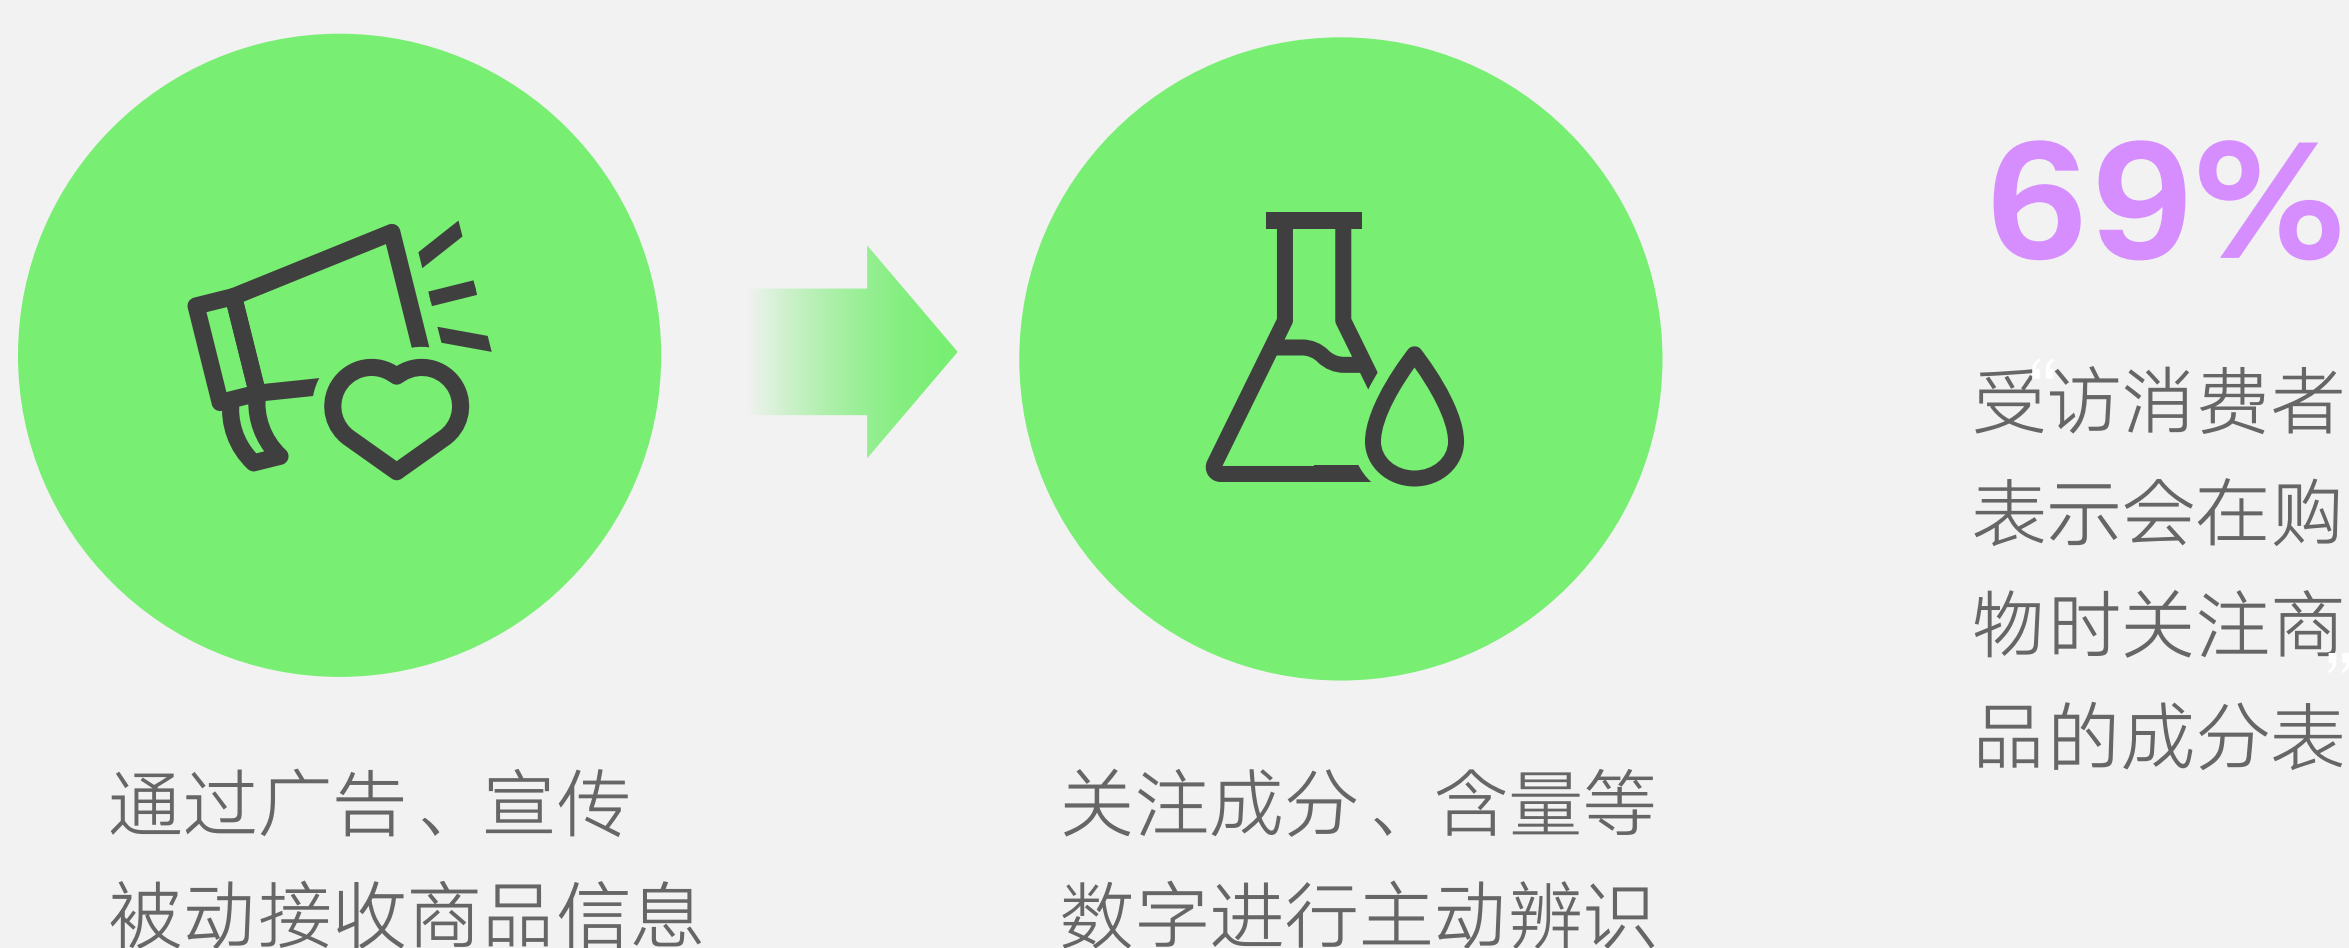 通过广告、宣传
被动接收商品信息
关注成分、含量等
数字进行主动辨识
69%
“
受访消费者
表示会在购
物时关注商
品的成分表
”